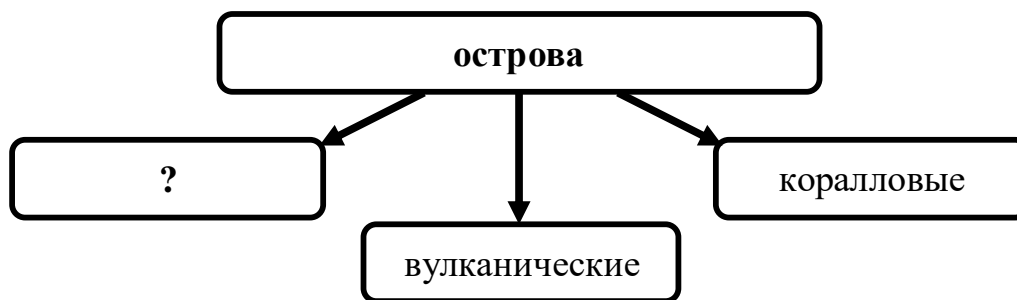 острова
?
коралловые
вулканические